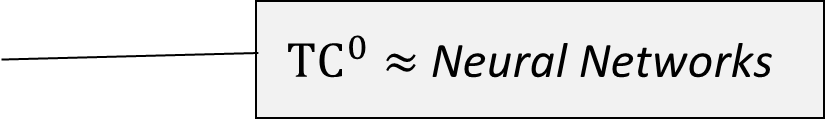 TC⁰ ≈ Neural Networks